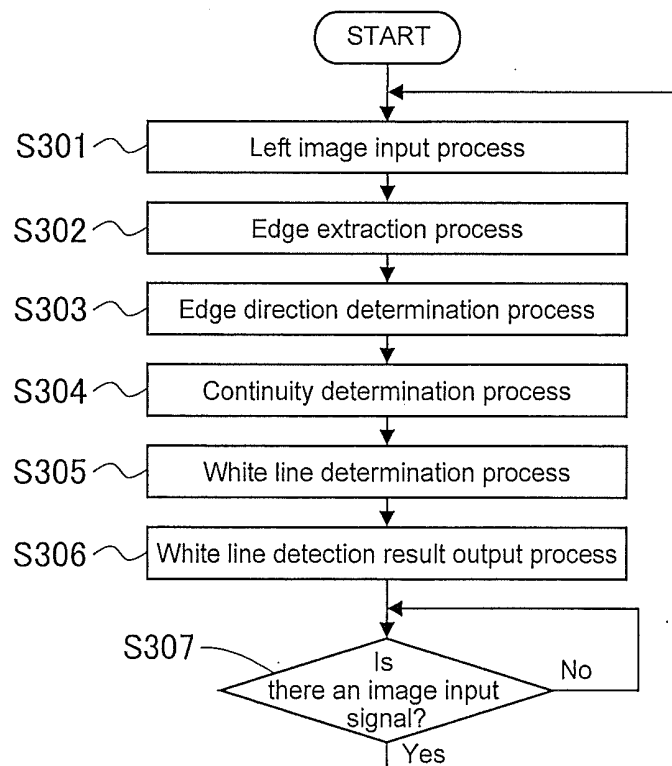 START
S301
Left image input process
S302
Edge extraction process
S303
Edge direction determination process
S304
Continuity determination process
S305
White line determination process
S306
White line detection result output process
S307
Is
there an image input
signal?
No
Yes